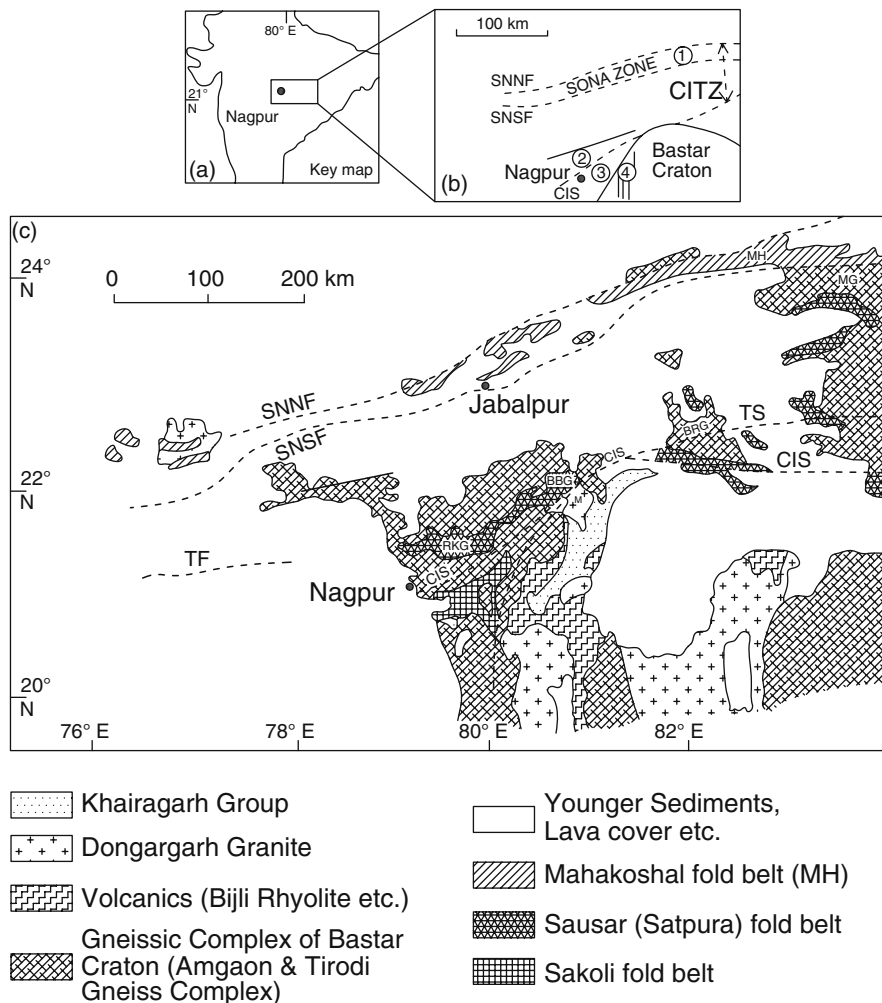 80° E
21°
N
Nagpur
(a)
Key map
100 km
1
SNNF
SONA ZONE
CITZ
SNSF
2
Bastar
Craton
Nagpur
3
4
(b)
CIS
(c)
24°
N
0 100 200 km
MH
MG
SNNF
Jabalpur
SNSF
BRG
TS
CIS
CIS
22°
N
BBG
M
RKG
TF
CIS
Nagpur
20°
N
76° E
78° E
80° E
82° E
Khairagarh Group
Dongargarh Granite
Volcanics (Bijli Rhyolite etc.)
Gneissic Complex of Bastar
Craton (Amgaon & Tirodi
Gneiss Complex)
Younger Sediments,
Lava cover etc.
Mahakoshal fold belt (MH)
Sausar (Satpura) fold belt
Sakoli fold belt